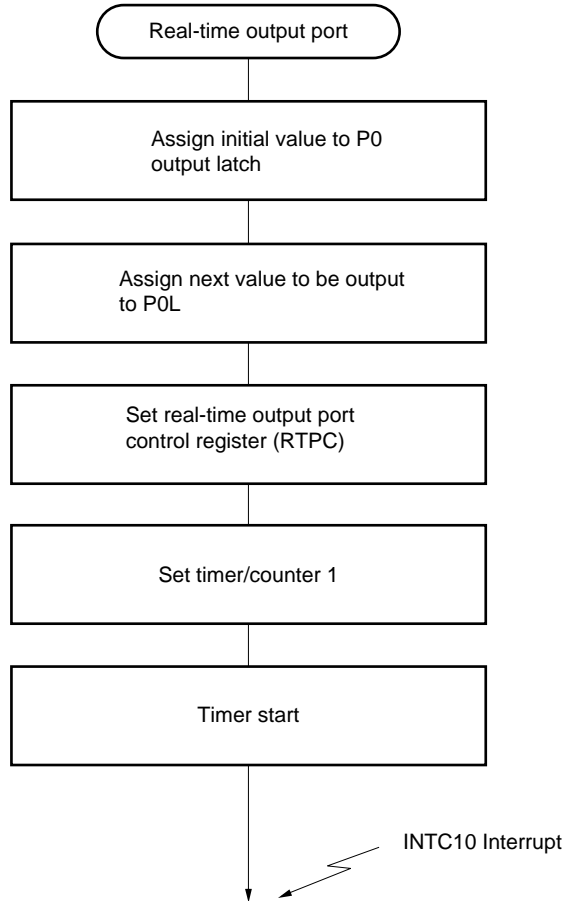 Real-time output port
Assign initial value to P0
output latch
Assign next value to be output
to P0L
Set real-time output port
control register (RTPC)
Set timer/counter 1
Timer start
INTC10 Interrupt